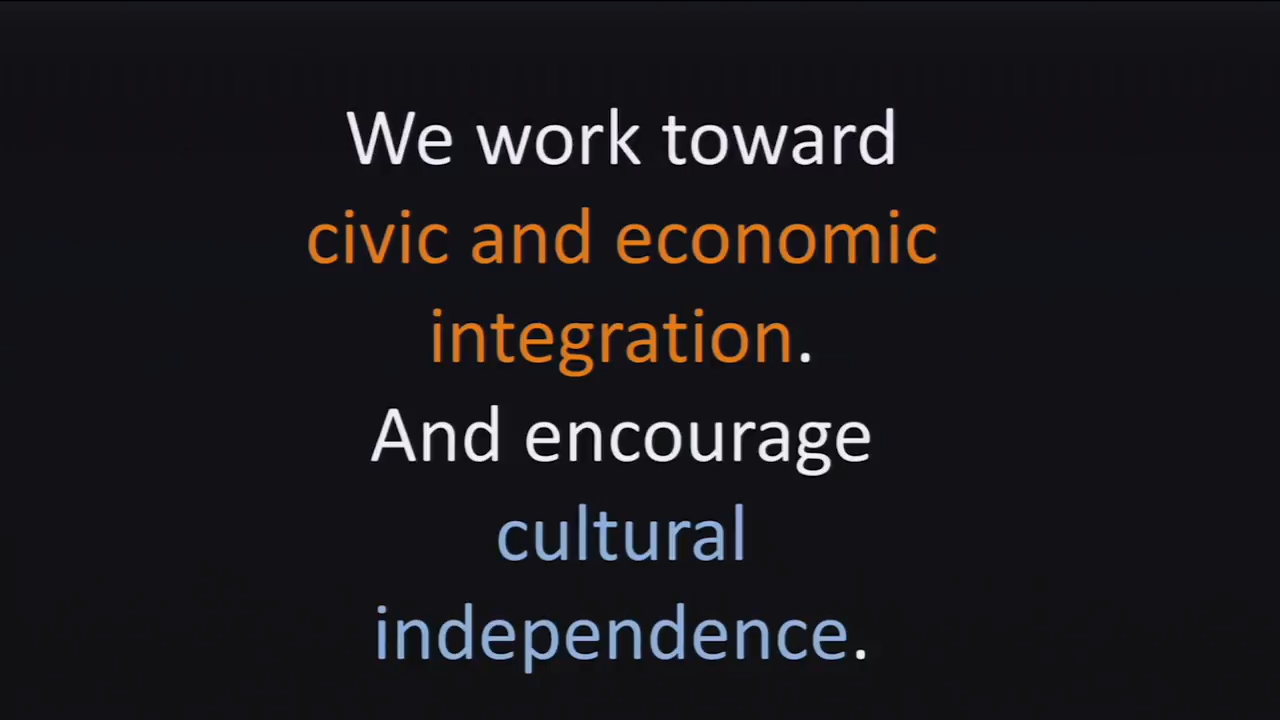 We work toward
civic and economic
integration.
And encourage
cultural
independence.